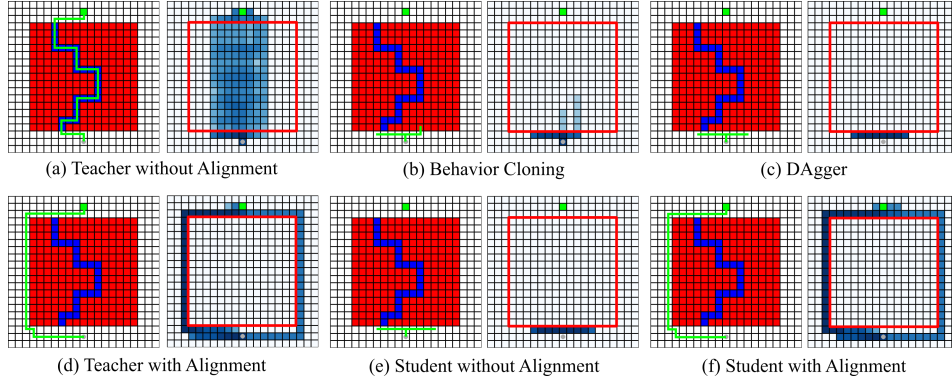 (a) Teacher without Alignment
(b) Behavior Cloning
(c) DAgger
(d) Teacher with Alignment
(e) Student without Alignment
(f) Student with Alignment